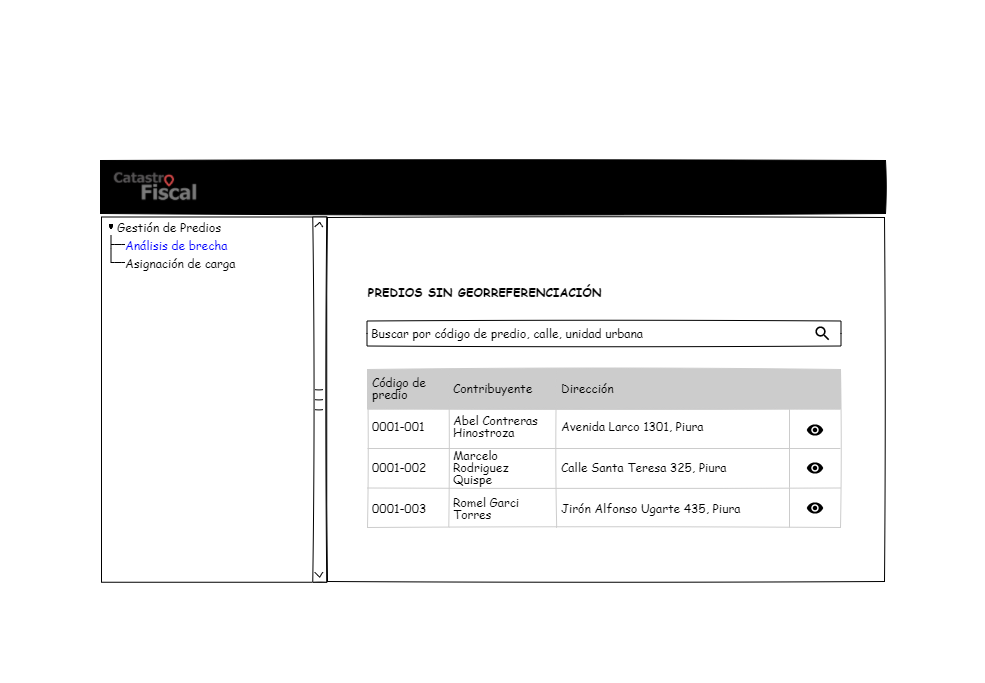 Catastro
Fiscal
Gestión de Predios
Análisis de brecha
Asignación de carga
PREDIOS SIN GEORREFERENCIACIÓN
Buscar por código de predio, calle, unidad urbana
Código de
predio
Contribuyente
Dirección
0001-001
Abel Contreras
Hinostroza
Avenida Larco 1301, Piura
0001-002
Marcelo
Rodriguez
Quispe
Calle Santa Teresa 325, Piura
0001-003
Romel Garci
Torres
Jirón Alfonso Ugarte 435, Piura